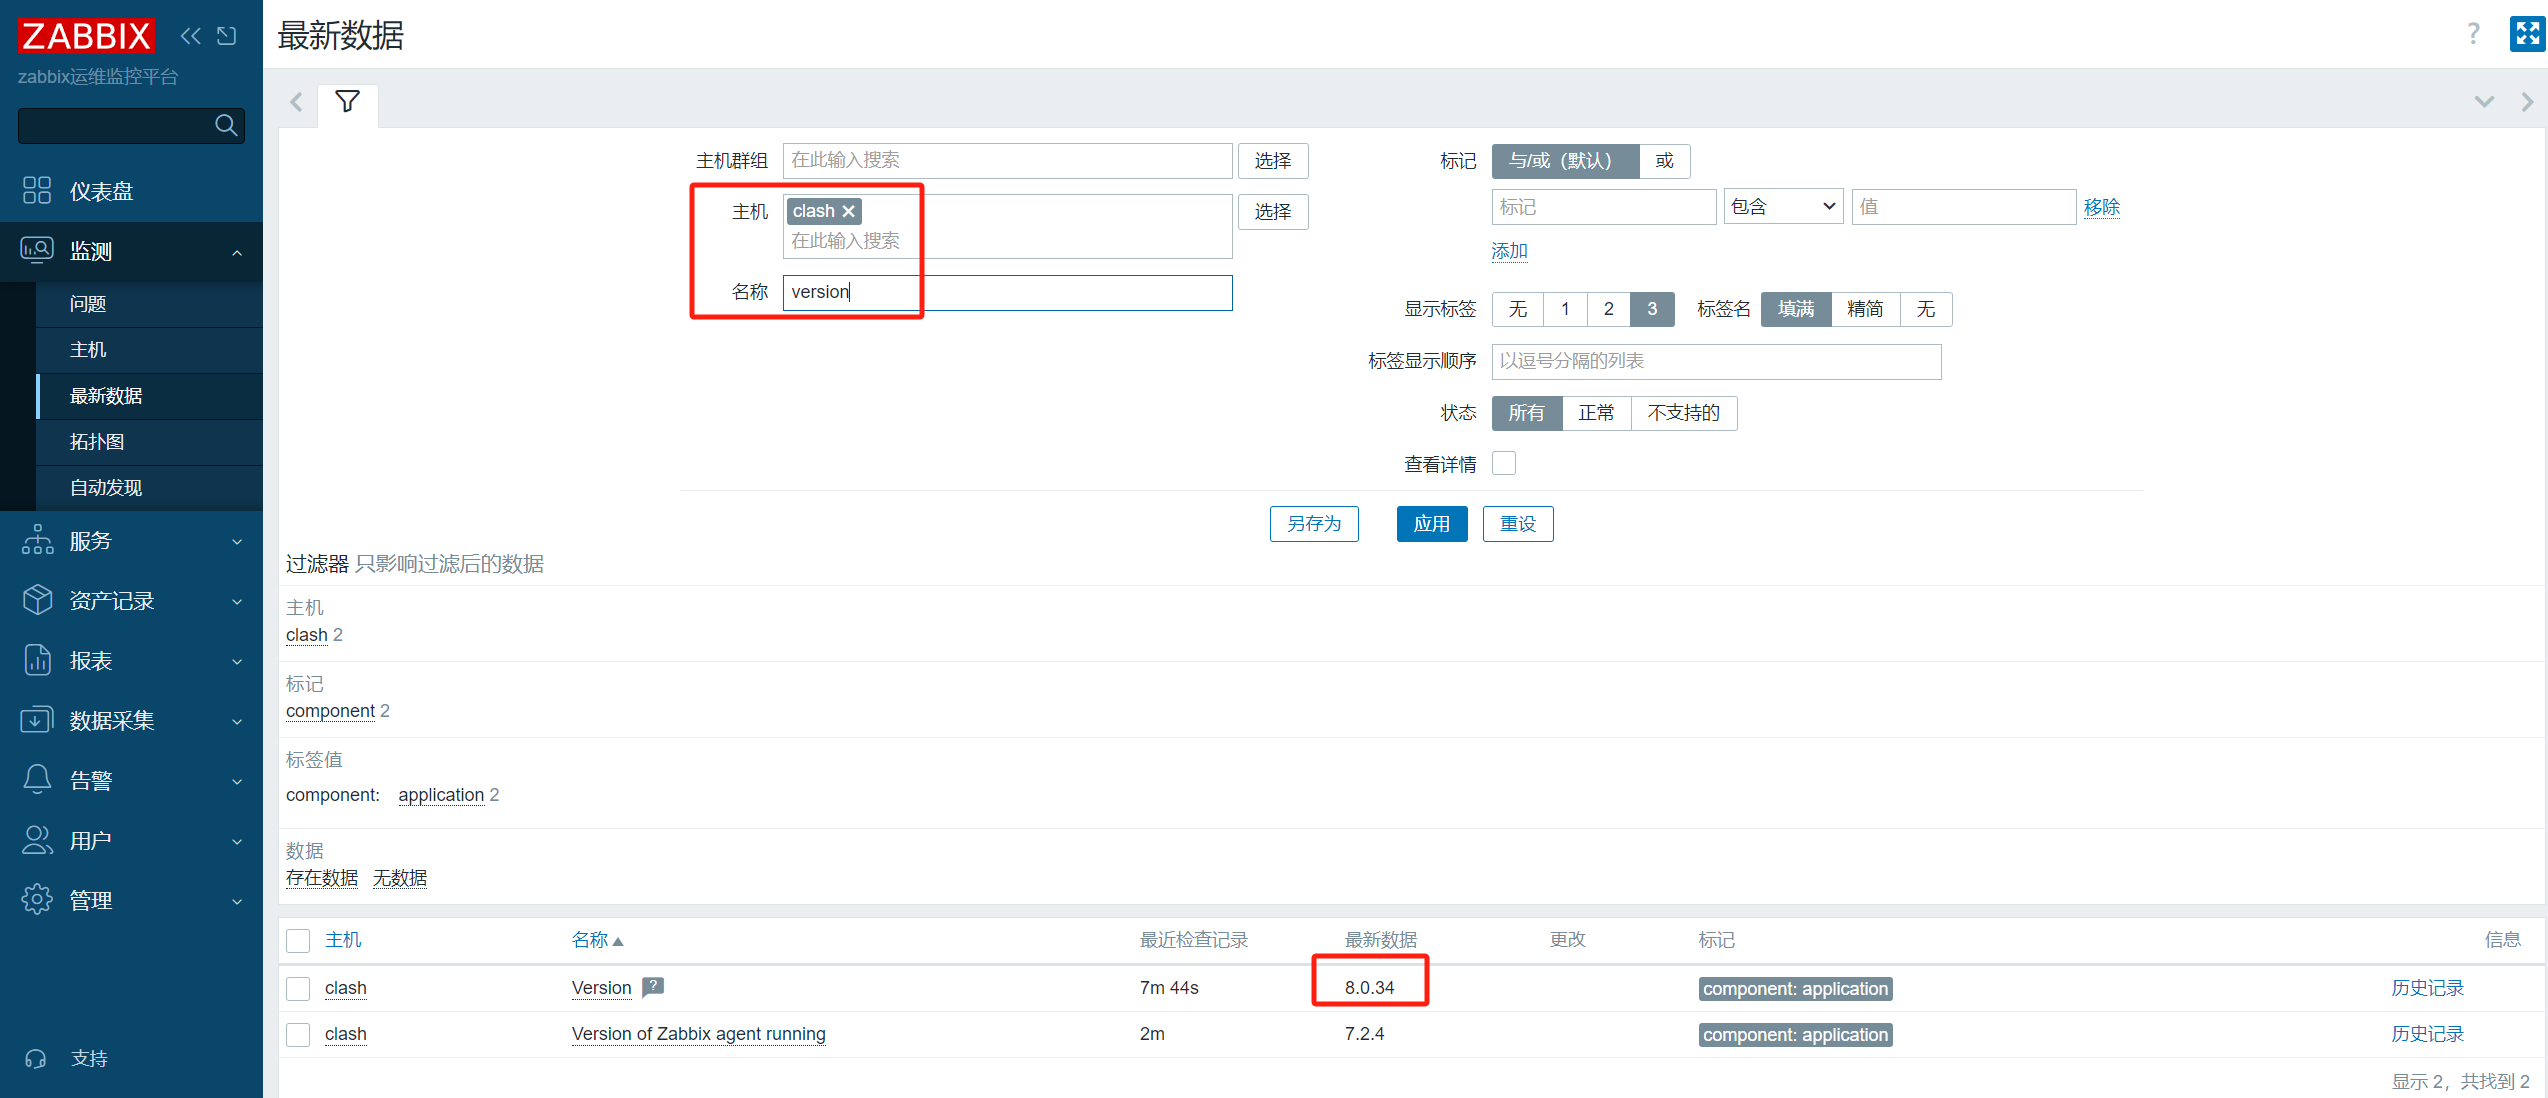 ZABBIX
zabbix运维监控平台
仪表盘
监测
问题
主机
最新数据
拓扑图
自动发现
服务
资产记录
报表
数据采集
告警
用户
管理
支持
最新数据
?
主机群组 在此输入搜索 选择
主机 clash 选择
在此输入搜索
名称 version
标记 与/或（默认） 或
标记 包含 值 移除
添加
显示标签 无 1 2 3 标签名 填满 精简 无
标签显示顺序 以逗号分隔的列表
状态 所有 正常 不支持的
查看详情
另存为 应用 重设
过滤器 只影响过滤后的数据
主机
clash 2
标记
component 2
标签值
component: application 2
数据
存在数据 无数据
主机 名称 最近检查记录 最新数据 更改 标记 信息
clash Version ? 7m 44s 8.0.34 component: application 历史记录
clash Version of Zabbix agent running 2m 7.2.4 component: application 历史记录
显示 2，共找到 2